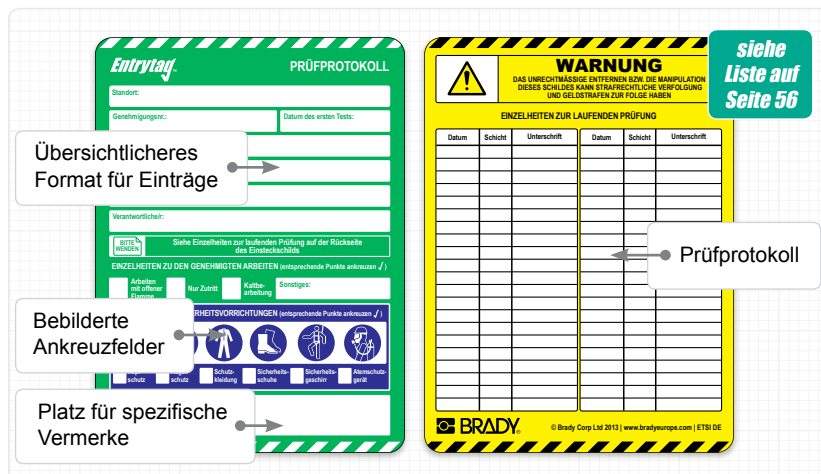 Entrytag
PRÜFPROTOKOLL
Standort:
Genehmigungsnr.:
Datum des ersten Tests:
Übersichtlicheres
Format für Einträge
Verantwortliche/r:
BITTE
WENDEN
Siehe Einzelheiten zur laufenden Prüfung auf der Rückseite
des Einsteckschilds
EINZELHEITEN ZU DEN GENEHMIGTEN ARBEITEN (entsprechende Punkte ankreuzen √)
Arbeiten
mit offener
Flamme
Nur Zutritt
Kaltbe-
arbeitung
Sonstiges:
(entsprechende Punkte ankreuzen √)
Bebilderte
Ankreuzfelder
schutz
schutz
Schutz-
kleidung
Sicherheits-
schuhe
Sicherheits-
geschirr
Atemschutz-
gerät
Platz für spezifische
Vermerke
WARNUNG
DAS UNRECHTMÄSSIGE ENTFERNEN BZW. DIE MANIPULATION
DIESES SCHILDES KANN STRAFRECHTLICHE VERFOLGUNG
UND GELDSTRAFEN ZUR FOLGE HABEN
siehe
Liste auf
Seite 56
EINZELHEITEN ZUR LAUFENDEN PRÜFUNG
Datum Schicht Unterschrift Datum Schicht Unterschrift
Prüfprotokoll
BRADY
© Brady Corp Ltd 2013 | www.bradyeurope.com | ETSI DE